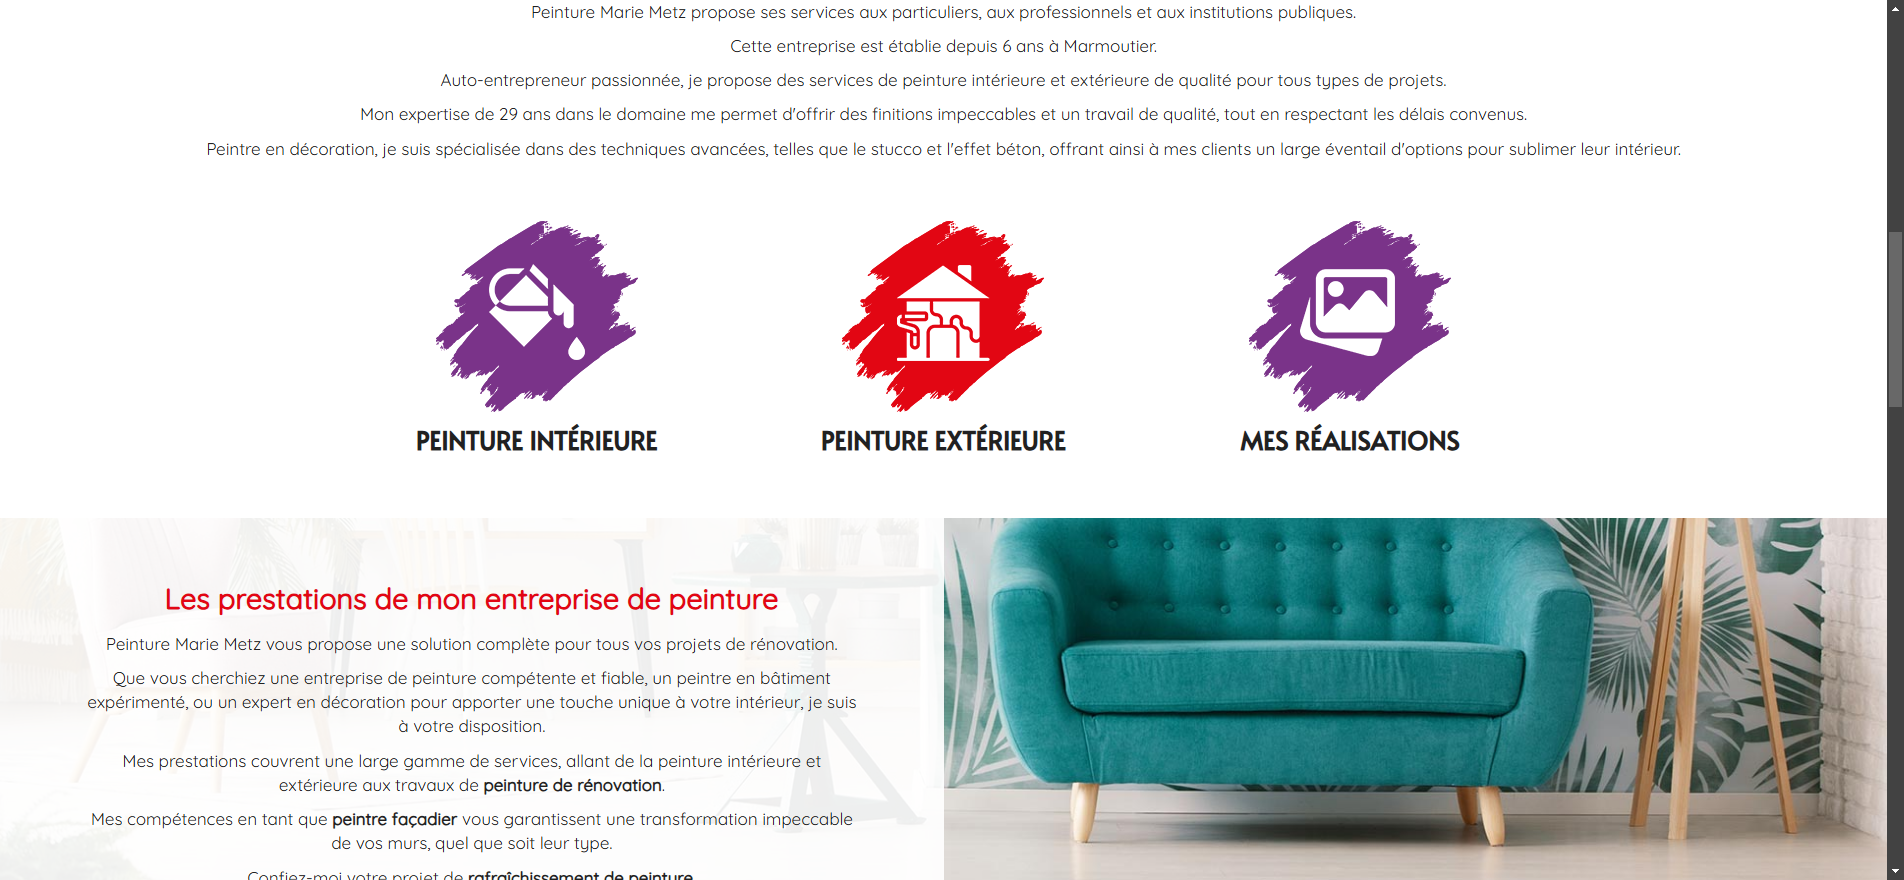 Peinture Marie Metz propose ses services aux particuliers, aux professionnels et aux institutions publiques.
Cette entreprise est établie depuis 6 ans à Marmoutier.
Auto-entrepreneur passionnée, je propose des services de peinture intérieure et extérieure de qualité pour tous types de projets.
Mon expertise de 29 ans dans le domaine me permet d'offrir des finitions impeccables et un travail de qualité, tout en respectant les délais convenus.
Peintre en décoration, je suis spécialisée dans des techniques avancées, telles que le stucco et l'effet béton, offrant ainsi à mes clients un large éventail d'options pour sublimer leur intérieur.
PEINTURE INTÉRIEURE
PEINTURE EXTÉRIEURE
MES RÉALISATIONS
Les prestations de mon entreprise de peinture
Peinture Marie Metz vous propose une solution complète pour tous vos projets de rénovation.
Que vous cherchiez une entreprise de peinture compétente et fiable, un peintre en bâtiment
expérimenté, ou un expert en décoration pour apporter une touche unique à votre intérieur, je suis
à votre disposition.
Mes prestations couvrent une large gamme de services, allant de la peinture intérieure et
extérieure aux travaux de peinture de rénovation.
Mes compétences en tant que peintre façadier vous garantissent une transformation impeccable
de vos murs, quel que soit leur type.
Confiez-moi votre projet de rafraîchissement de peinture